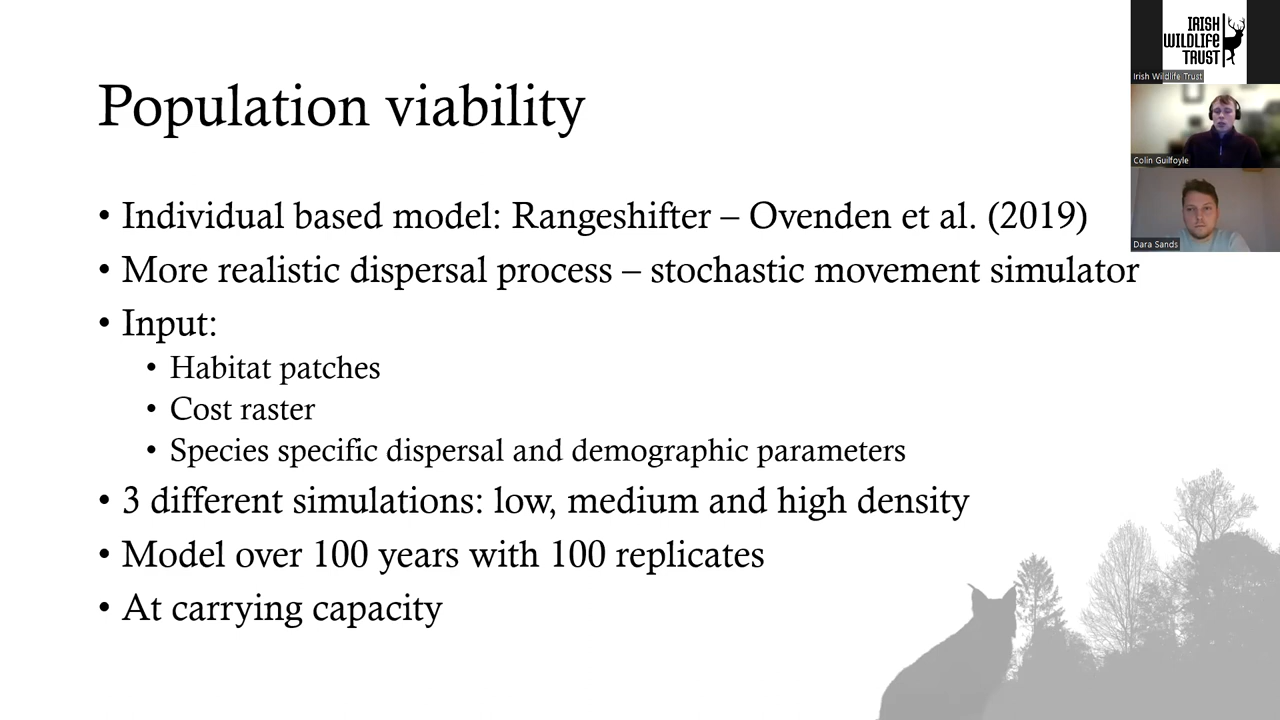 Population viability
• Individual based model: Rangeshifter – Ovenden et al. (2019)
• More realistic dispersal process – stochastic movement simulator
• Input:
• Habitat patches
• Cost raster
• Species specific dispersal and demographic parameters
• 3 different simulations: low, medium and high density
• Model over 100 years with 100 replicates
• At carrying capacity
IRISH
WILDLIFE
TRUST
Irish Wildlife Trust
Colin Guilfoyle
Dara Sands